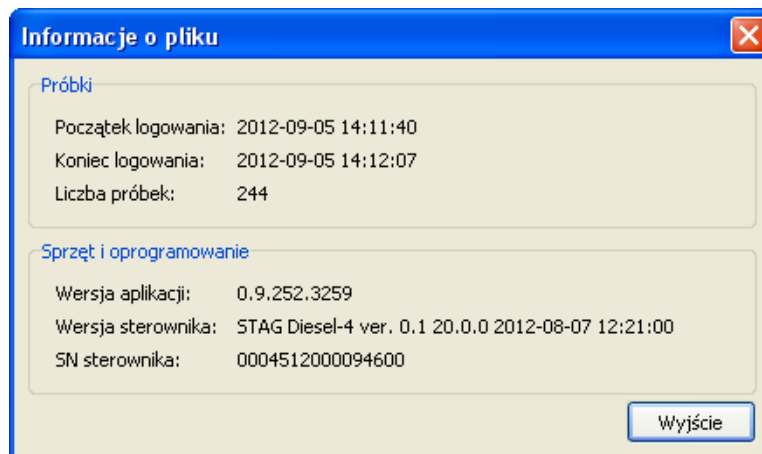 Informacje o pliku
Próbki
Początek logowania: 2012-09-05 14:11:40
Koniec logowania: 2012-09-05 14:12:07
Liczba próbek: 244
Sprzęt i oprogramowanie
Wersja aplikacji: 0.9.252.3259
Wersja sterownika: STAG Diesel-4 ver. 0.1 20.0.0 2012-08-07 12:21:00
SN sterownika: 0004512000094600
Wyjście